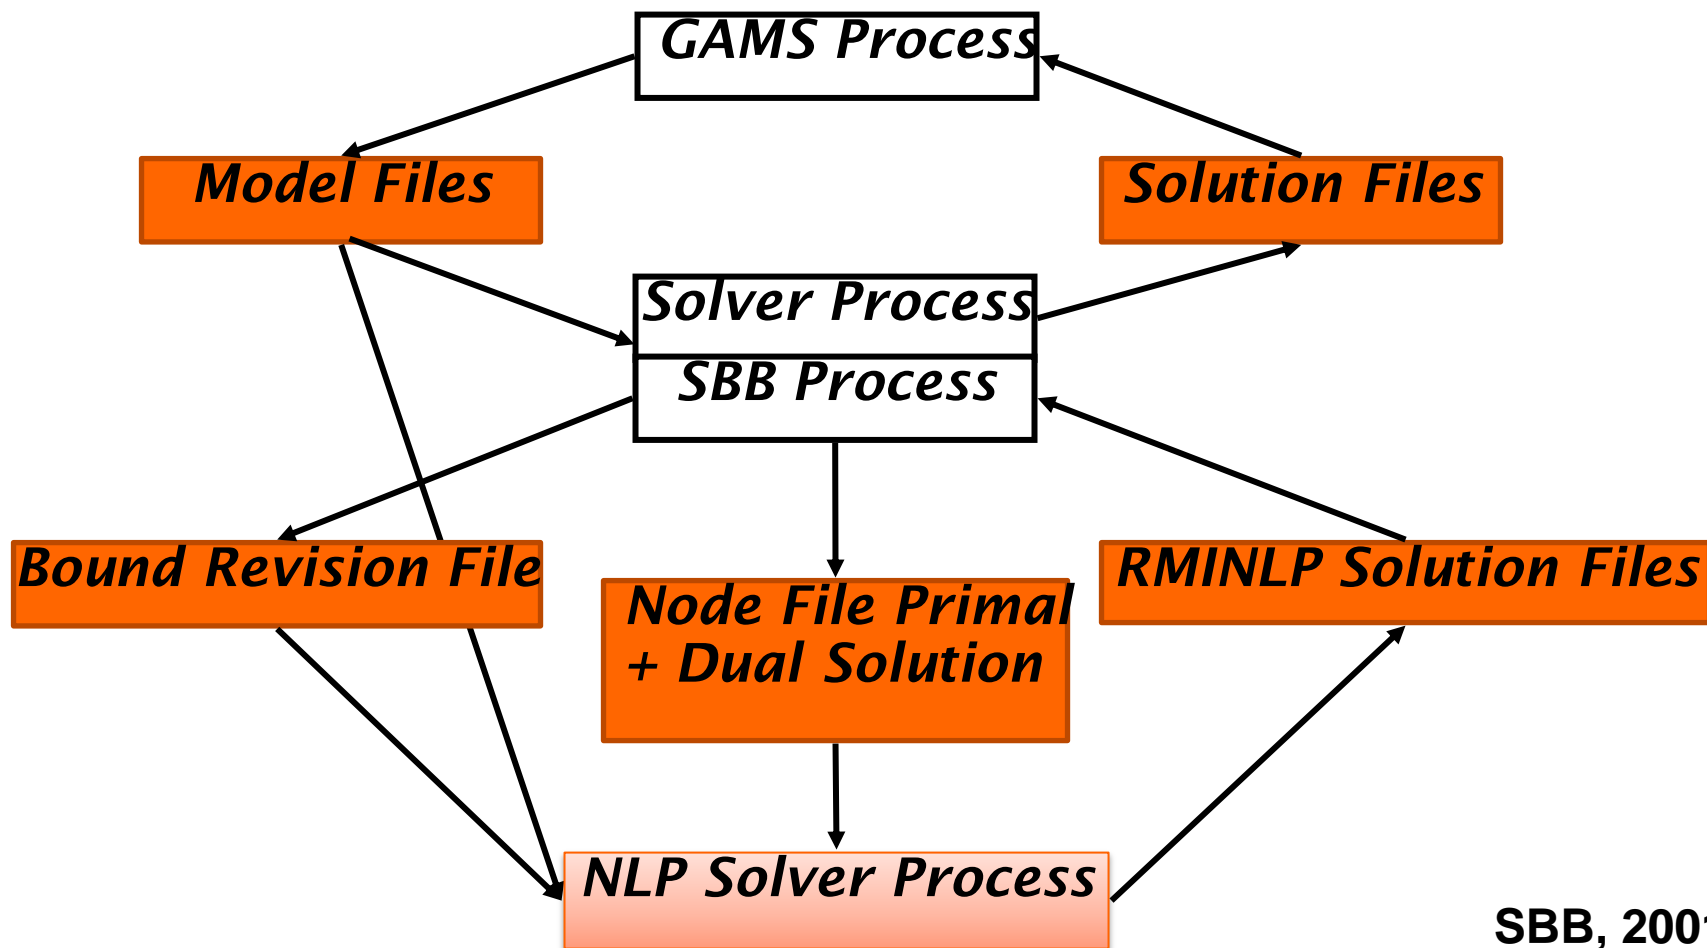 GAMS Process
Model Files
Solution Files
Solver Process
SBB Process
Bound Revision File
Node File Primal
+ Dual Solution
RMINLP Solution Files
NLP Solver Process
SBB, 2001